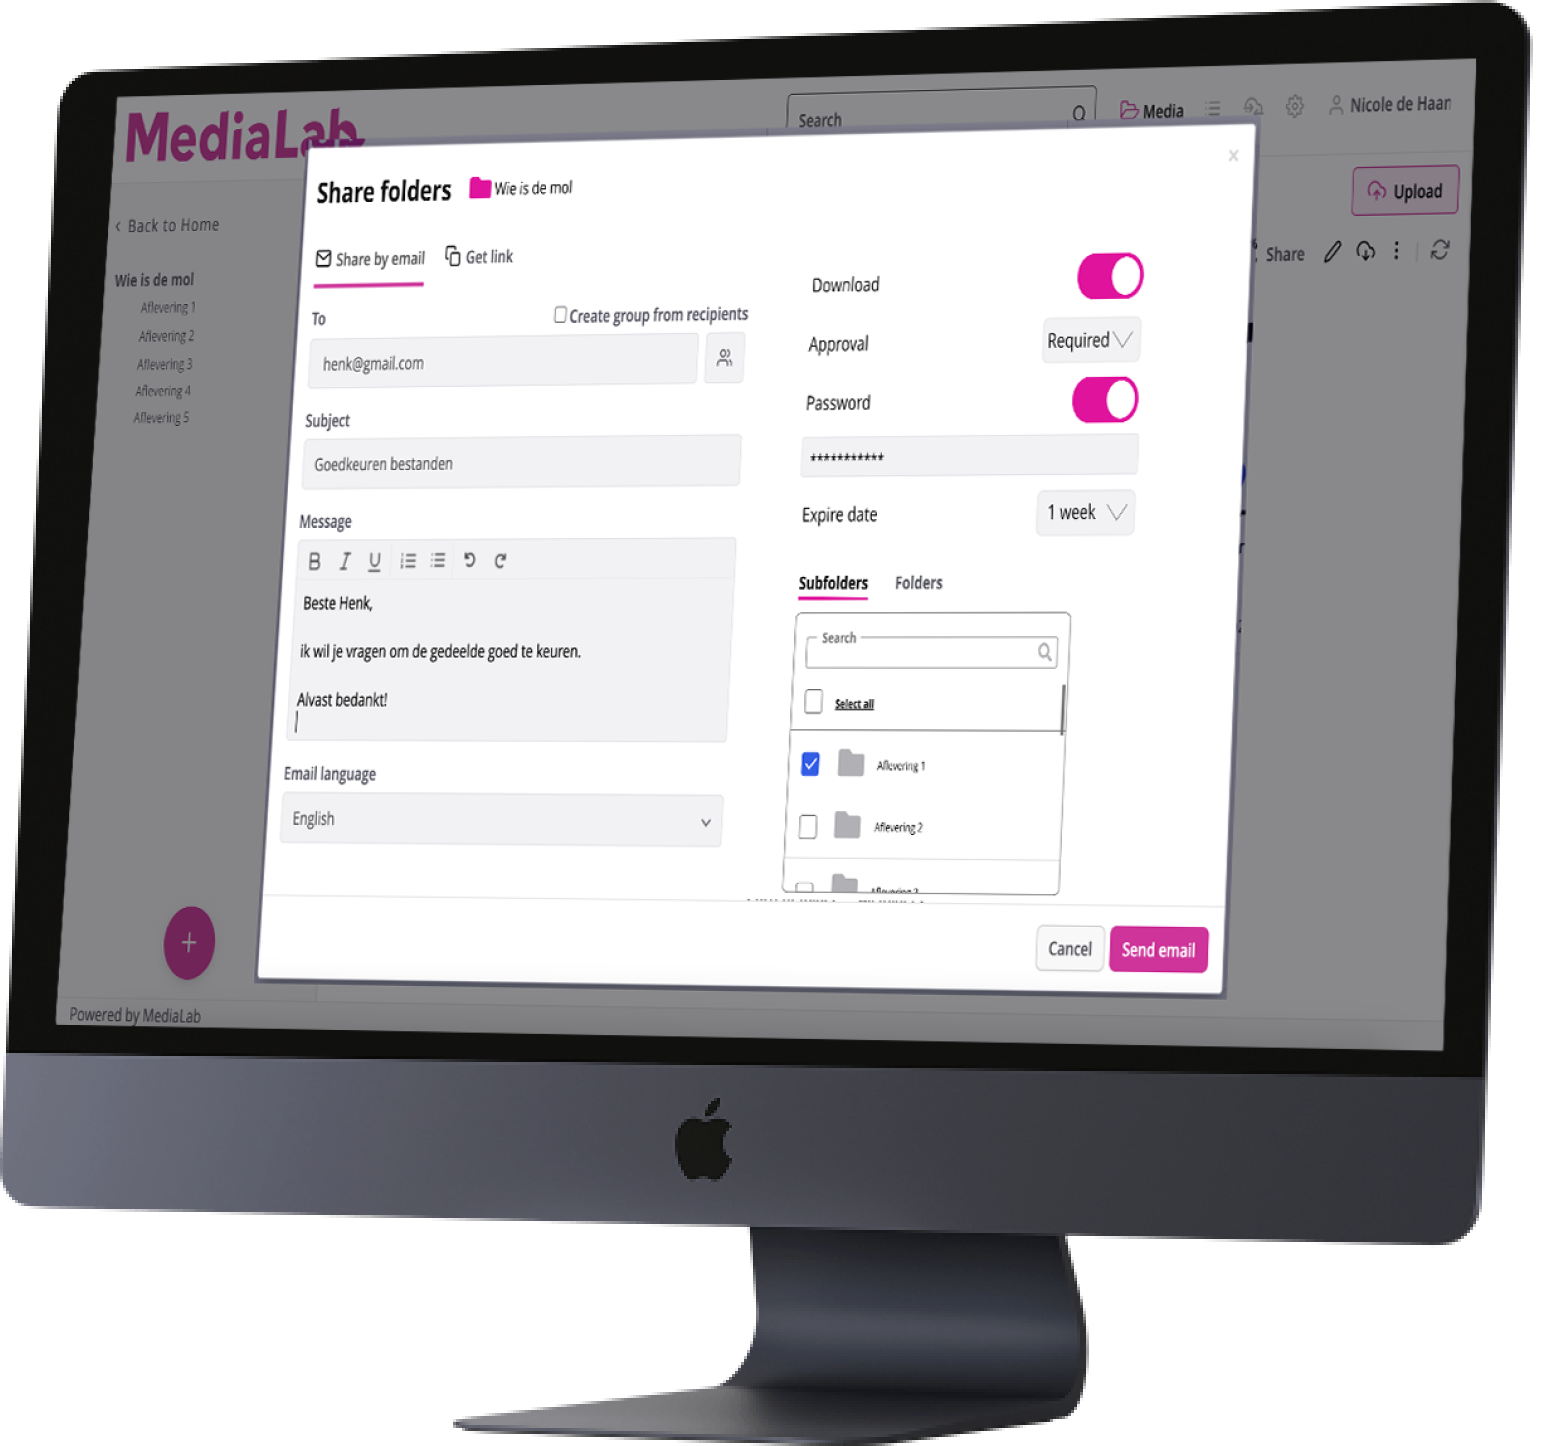 MediaLab
Search
Media
Nicole de Haan
Upload
Share
< Back to Home
Wie is de mol
Aflevering 1
Aflevering 2
Aflevering 3
Aflevering 4
Aflevering 5
Powered by MediaLab
Share folders Wie is de mol
x
Share by email Get link
To Create group from recipients
henk@gmail.com
Subject
Goedkeuren bestanden
Message
B I U
Beste Henk,
ik wil je vragen om de gedeelde goed te keuren.
Alvast bedankt!
Email language
English
Download
Approval Required
Password
***********
Expire date 1 week
Subfolders Folders
Search
Select all
Aflevering 1
Aflevering 2
Aflevering 3
Cancel Send email